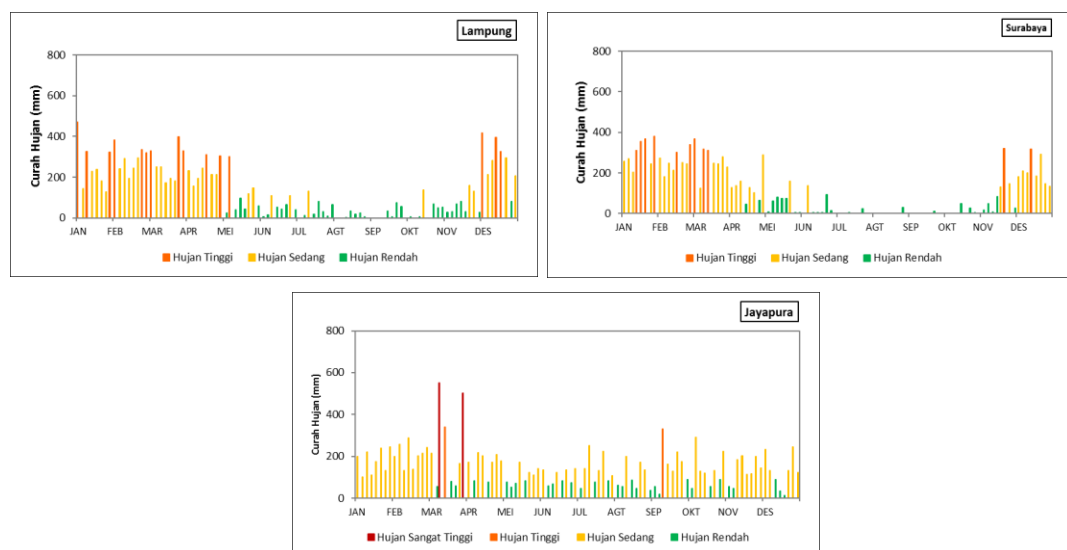 Lampung
Curah Hujan (mm)
800
600
400
200
0
JAN FEB MAR APR MEI JUN JUL AGT SEP OKT NOV DES
Hujan Tinggi Hujan Sedang Hujan Rendah
Surabaya
Curah Hujan (mm)
800
600
400
200
0
JAN FEB MAR APR MEI JUN JUL AGT SEP OKT NOV DES
Hujan Tinggi Hujan Sedang Hujan Rendah
Jayapura
Curah Hujan (mm)
800
600
400
200
0
JAN FEB MAR APR MEI JUN JUL AGT SEP OKT NOV DES
Hujan Sangat Tinggi Hujan Tinggi Hujan Sedang Hujan Rendah